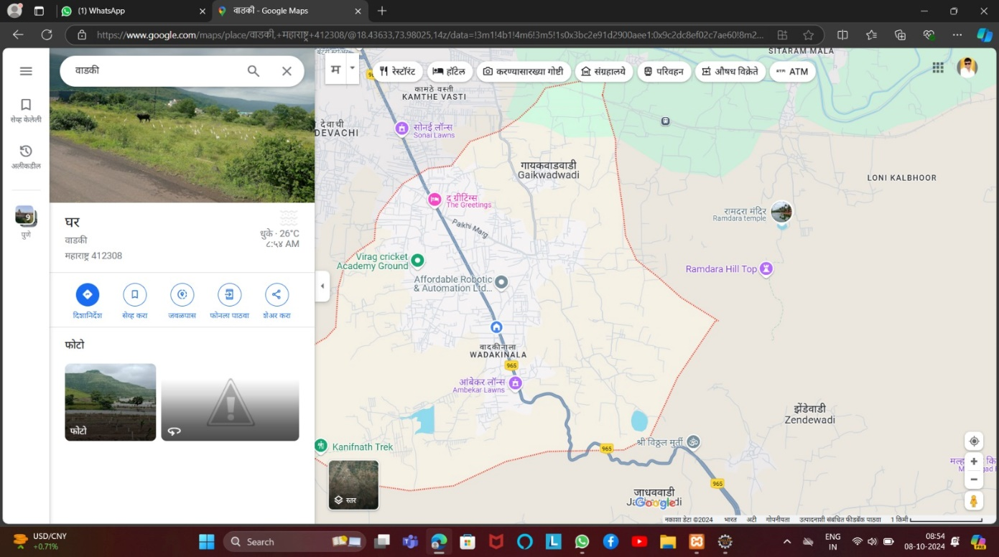 (1) WhatsApp
वाडकी - Google Maps
https://www.google.com/maps/place/वाडकी,+महाराष्ट्र+412308/@18.43633,73.98025,14z/data=!3m1!4b1!4m6!3m5!1s0x3bc2e91d2900aee1:0x9c2dc8ef02c7ae60!8m2...
वाडकी
सेव्ह केलेली
अलीकडील
9
पुणे
घर
वाडकी
महाराष्ट्र 412308
धुके · 26°C
८:५४ AM
दिशानिर्देश
सेव्ह करा
जवळपास
फोनला पाठवा
शेअर करा
फोटो
फोटो
म
रेस्टॉरंट
हॉटेल
करण्यासारख्या गोष्टी
संग्रहालये
परिवहन
औषध विक्रेते
ATM
SITARAM MALA
कामठे वस्ती
KAMTHE VASTI
देवाची
DEVACHI
सोनई लॉन्स
Sonai Lawns
गायकवाडवाडी
Gaikwadwadi
LONI KALBHOOR
द ग्रीटिंग्स
The Greetings
रामदरा मंदिर
Ramdara temple
Palkhi Marg
Virag cricket
Academy Ground
Ramdara Hill Top
Affordable Robotic
& Automation Ltd...
वादकीनाला
WADAKINALA
965
आंबेकर लॉन्स
Ambekar Lawns
झेंडेवाडी
Zendewadi
Kanifnath Trek
965
श्री विठ्ठल मुर्ती
965
स्तर
जाधववाडी
Google
नकाशा डेटा ©2024
भारत
अटी
गोपनीयता
उत्पादनाशी संबंधित फीडबॅक पाठवा
1 किमी
USD/CNY
+0.71%
Search
ENG
IN
08:54
08-10-2024